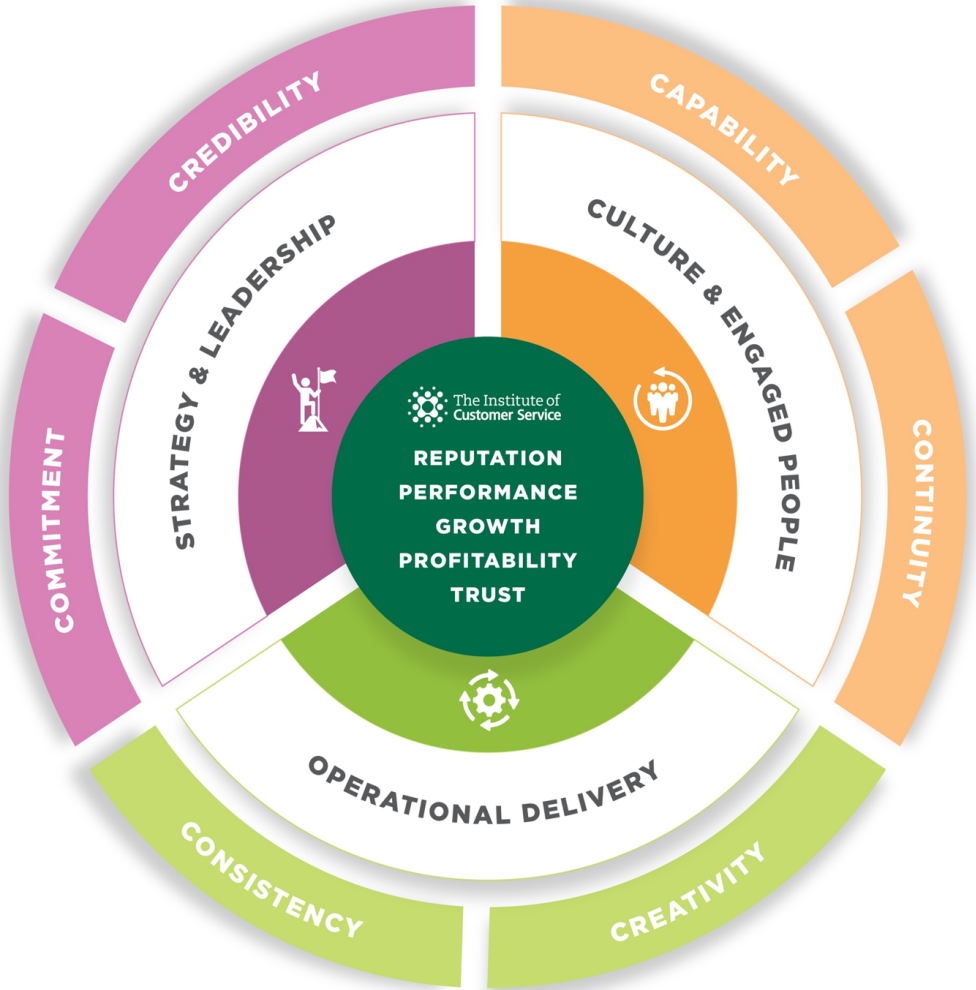 CREDIBILITY
CAPABILITY
STRATEGY & LEADERSHIP
CULTURE & ENGAGED PEOPLE
The Institute of
Customer Service
REPUTATION
PERFORMANCE
GROWTH
PROFITABILITY
TRUST
COMMITMENT
CONTINUITY
OPERATIONAL DELIVERY
CONSISTENCY
CREATIVITY